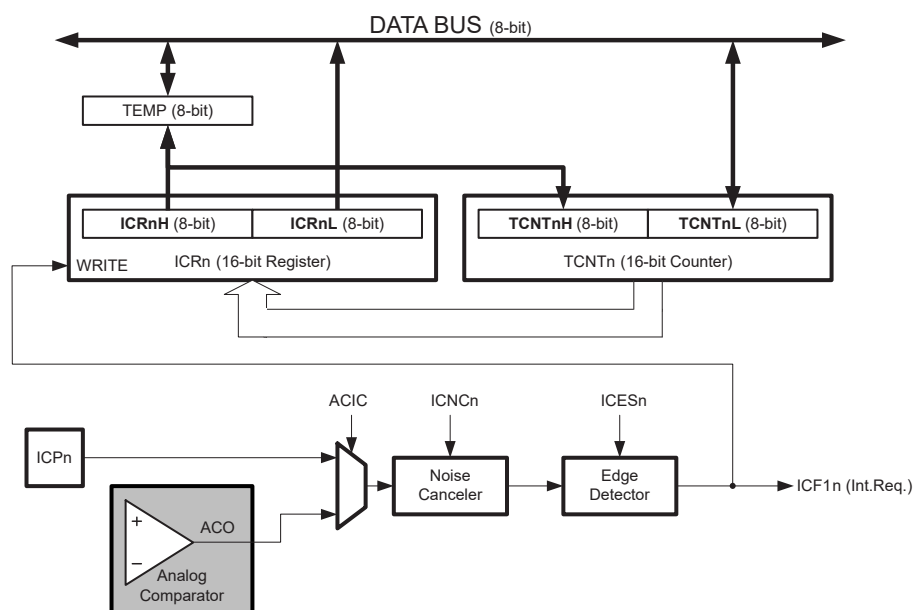 DATA BUS (8-bit)
TEMP (8-bit)
ICRnH (8-bit) ICRnL (8-bit) TCNTnH (8-bit) TCNTnL (8-bit)
WRITE ICRn (16-bit Register) TCNTn (16-bit Counter)
ACIC ICNCn ICESn
ICPn
Noise
Canceler
Edge
Detector
ICF1n (Int.Req.)
+
ACO
−
Analog
Comparator